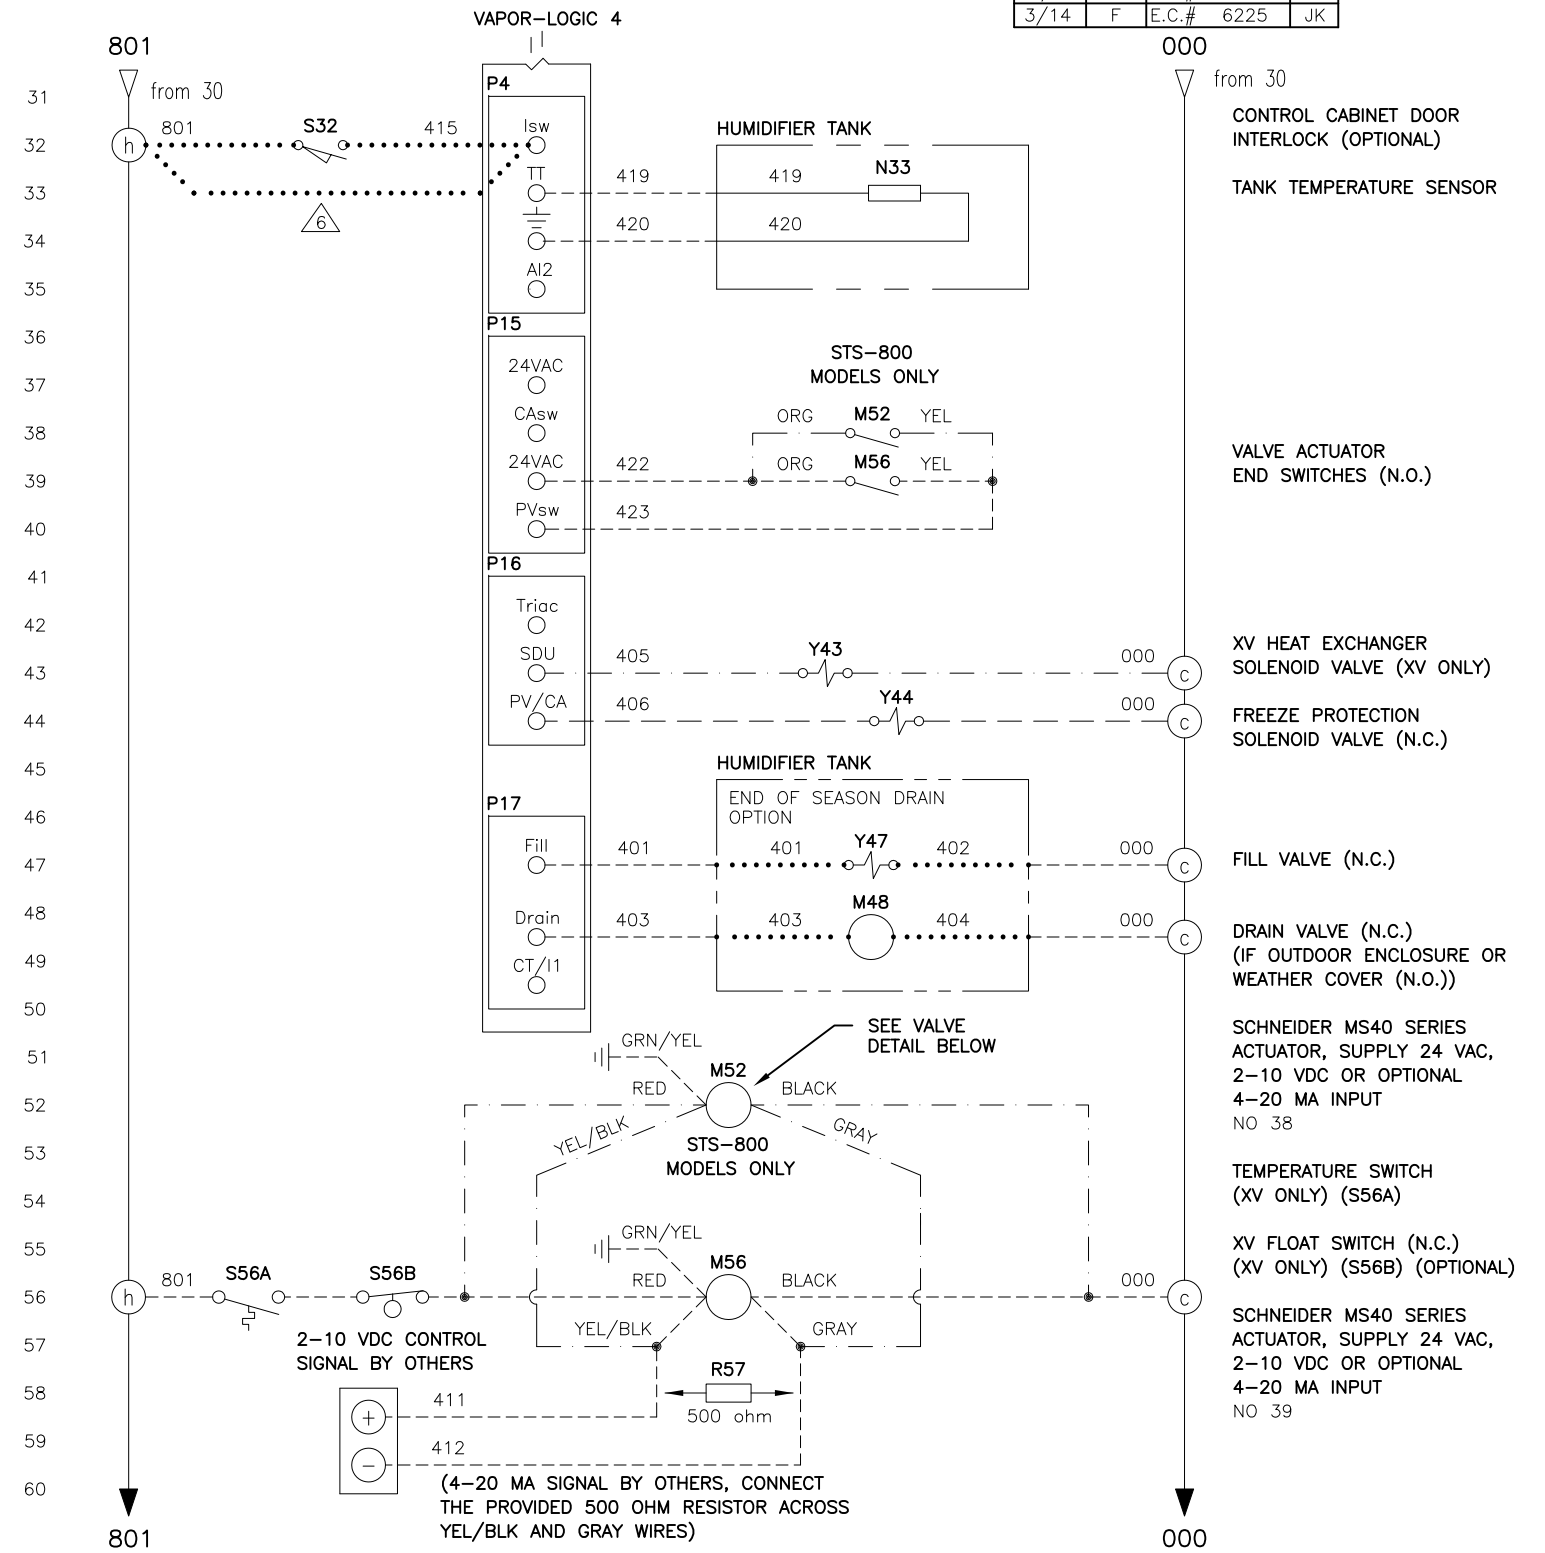 VAPOR-LOGIC 4
3/14 F E.C.# 6225 JK
801
000
from 30
from 30
P4
31
CONTROL CABINET DOOR
INTERLOCK (OPTIONAL)
32
h
801
S32
415
Isw
HUMIDIFIER TANK
TT
419
419
N33
33
TANK TEMPERATURE SENSOR
6
420
420
34
AI2
35
P15
36
STS-800
MODELS ONLY
24VAC
37
CAsw
ORG
M52
YEL
38
24VAC
422
ORG
M56
YEL
39
VALVE ACTUATOR
END SWITCHES (N.O.)
PVsw
423
40
P16
41
Triac
42
SDU
405
Y43
000
43
c
XV HEAT EXCHANGER
SOLENOID VALVE (XV ONLY)
PV/CA
406
Y44
000
44
c
FREEZE PROTECTION
SOLENOID VALVE (N.C.)
45
HUMIDIFIER TANK
P17
END OF SEASON DRAIN
OPTION
46
Fill
401
401
Y47
402
000
47
c
FILL VALVE (N.C.)
M48
48
Drain
403
403
404
000
c
DRAIN VALVE (N.C.)
(IF OUTDOOR ENCLOSURE OR
WEATHER COVER (N.O.))
49
CT/I1
50
SEE VALVE
DETAIL BELOW
51
GRN/YEL
M52
RED
BLACK
52
SCHNEIDER MS40 SERIES
ACTUATOR, SUPPLY 24 VAC,
2-10 VDC OR OPTIONAL
4-20 MA INPUT
NO 38
YEL/BLK
GRAY
STS-800
MODELS ONLY
53
TEMPERATURE SWITCH
(XV ONLY) (S56A)
54
55
GRN/YEL
XV FLOAT SWITCH (N.C.)
(XV ONLY) (S56B) (OPTIONAL)
56
h
801
S56A
S56B
RED
M56
BLACK
000
c
2-10 VDC CONTROL
SIGNAL BY OTHERS
57
YEL/BLK
GRAY
SCHNEIDER MS40 SERIES
ACTUATOR, SUPPLY 24 VAC,
2-10 VDC OR OPTIONAL
4-20 MA INPUT
NO 39
58
R57
500 ohm
+
411
59
−
412
60
(4-20 MA SIGNAL BY OTHERS, CONNECT
THE PROVIDED 500 OHM RESISTOR ACROSS
YEL/BLK AND GRAY WIRES)
801
000